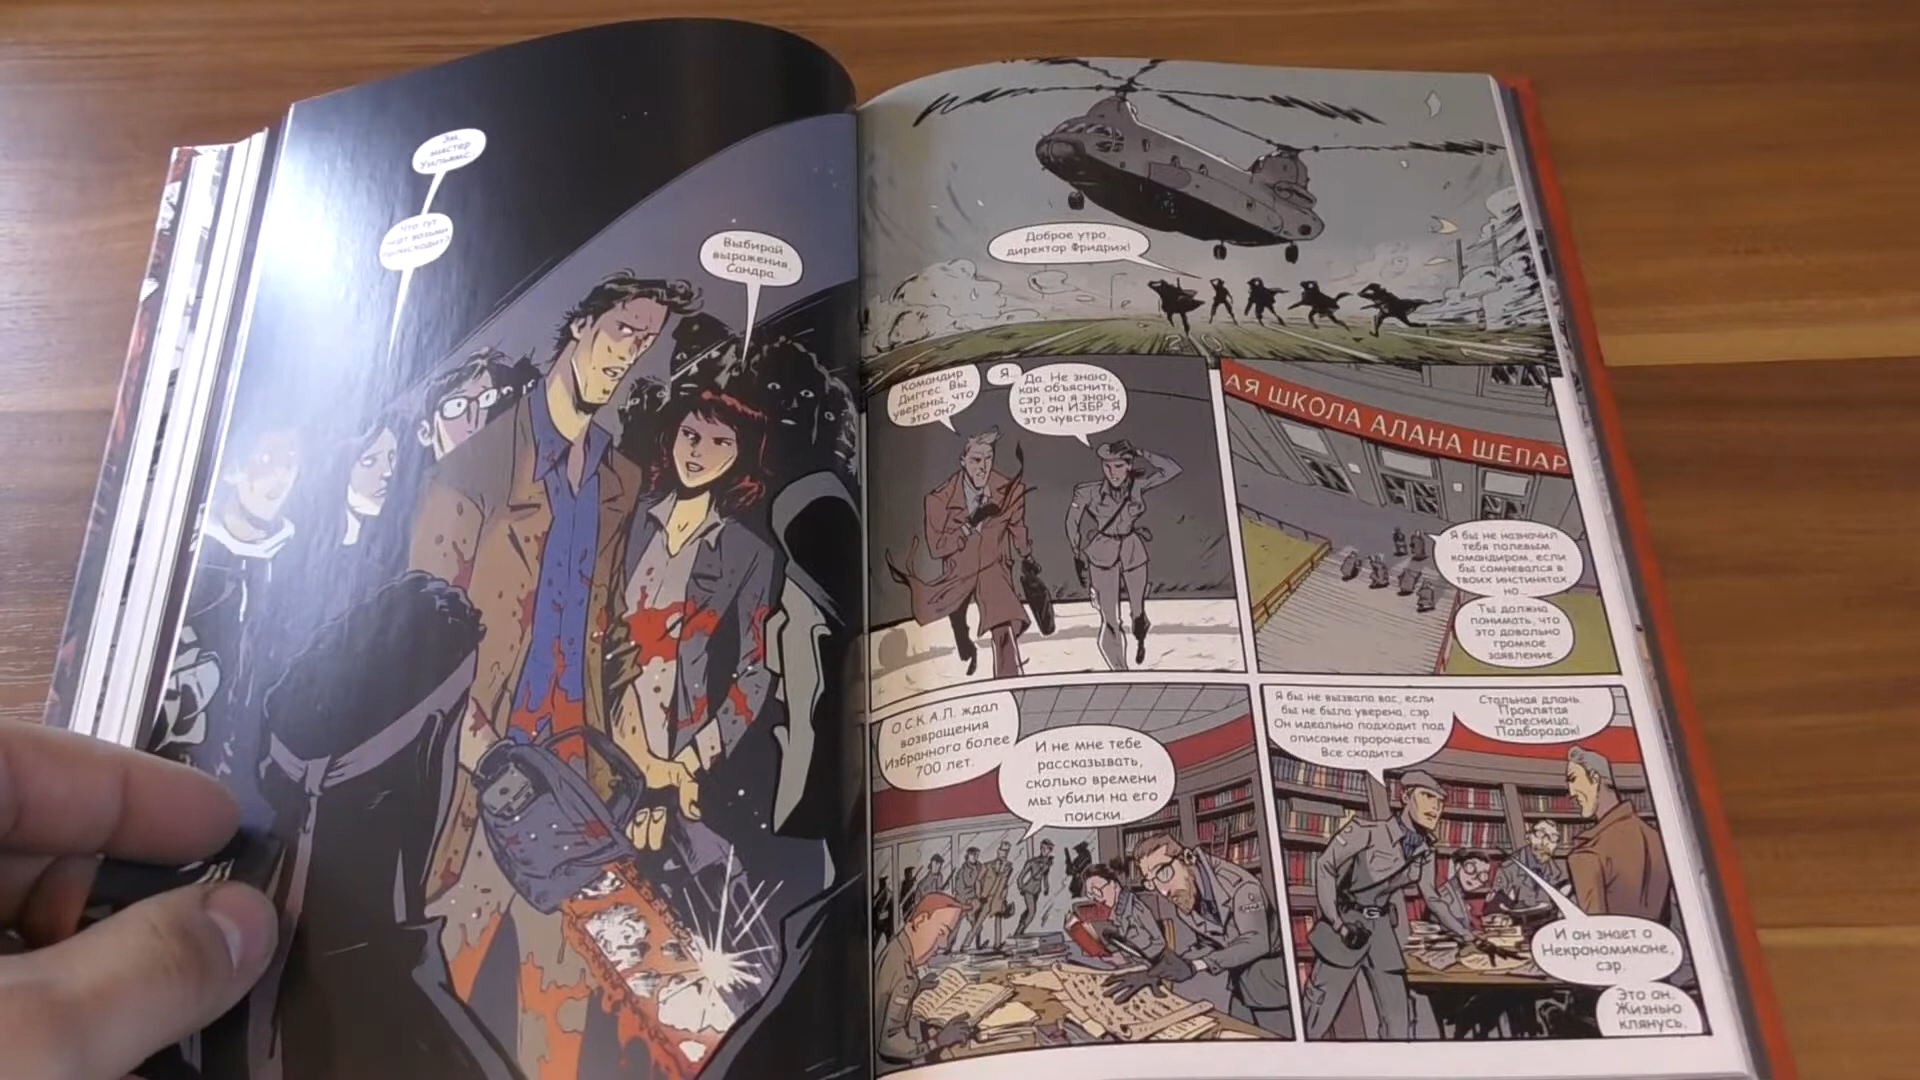 Эм,
мистер
Уильямс,
Что тут
черт возьми
происходит?
Выбирай
выражения,
Сандра.
Доброе утро,
директор Фридрих!
Командир
Диггес. Вы
уверены, что
это он?
Я.
Да. Не знаю,
как объяснить,
сэр, но я знаю,
что он ИЗБР. Я
это чувствую.
АЯ ШКОЛА АЛАНА ШЕПАР
Я бы не назначил
тебя полевым
командиром, если
бы сомневался в
твоих инстинктах,
но...
Ты должна
понимать, что
это довольно
громкое
заявление.
О.С.К.А.Л. ждал
возвращения
Избранного более
700 лет.
И не мне тебе
рассказывать,
сколько времени
мы убили на его
поиски.
Я бы не вызвала вас, если
бы не была уверена, сэр.
Он идеально подходит под
описание пророчества.
Все сходится.
Стальная длань.
Проклятая
колесница.
Подбородок!
И он знает о
Некрономиконе,
сэр.
Это он.
Жизнью
клянусь.